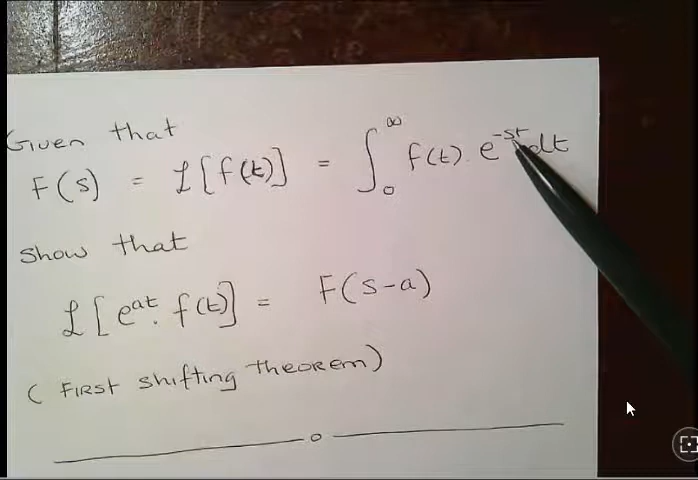 Given that
F(s) = ℒ[f(t)] = ∫₀^∞ f(t). e^-st dt
Show that
ℒ[e^at. f(t)] = F(s-a)
(First shifting Theorem)